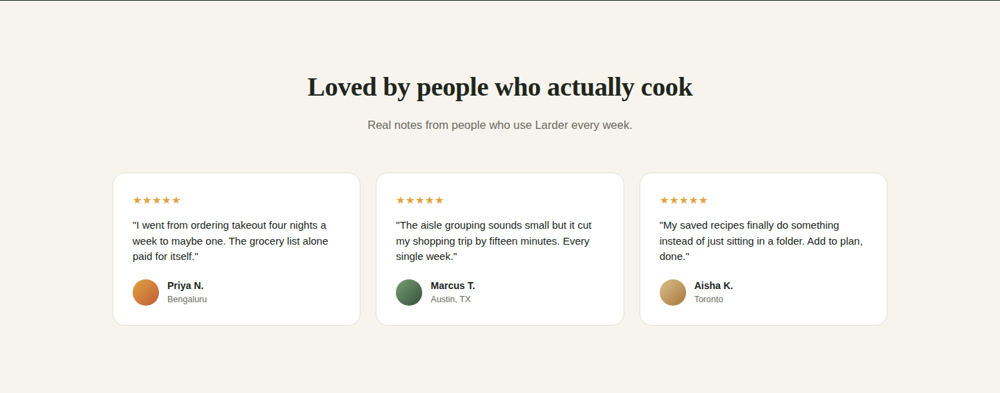 Loved by people who actually cook
Real notes from people who use Larder every week.
★★★★★
"I went from ordering takeout four nights a
week to maybe one. The grocery list alone
paid for itself."
Priya N.
Bengaluru
★★★★★
"The aisle grouping sounds small but it cut
my shopping trip by fifteen minutes. Every
single week."
Marcus T.
Austin, TX
★★★★★
"My saved recipes finally do something
instead of just sitting in a folder. Add to plan,
done."
Aisha K.
Toronto